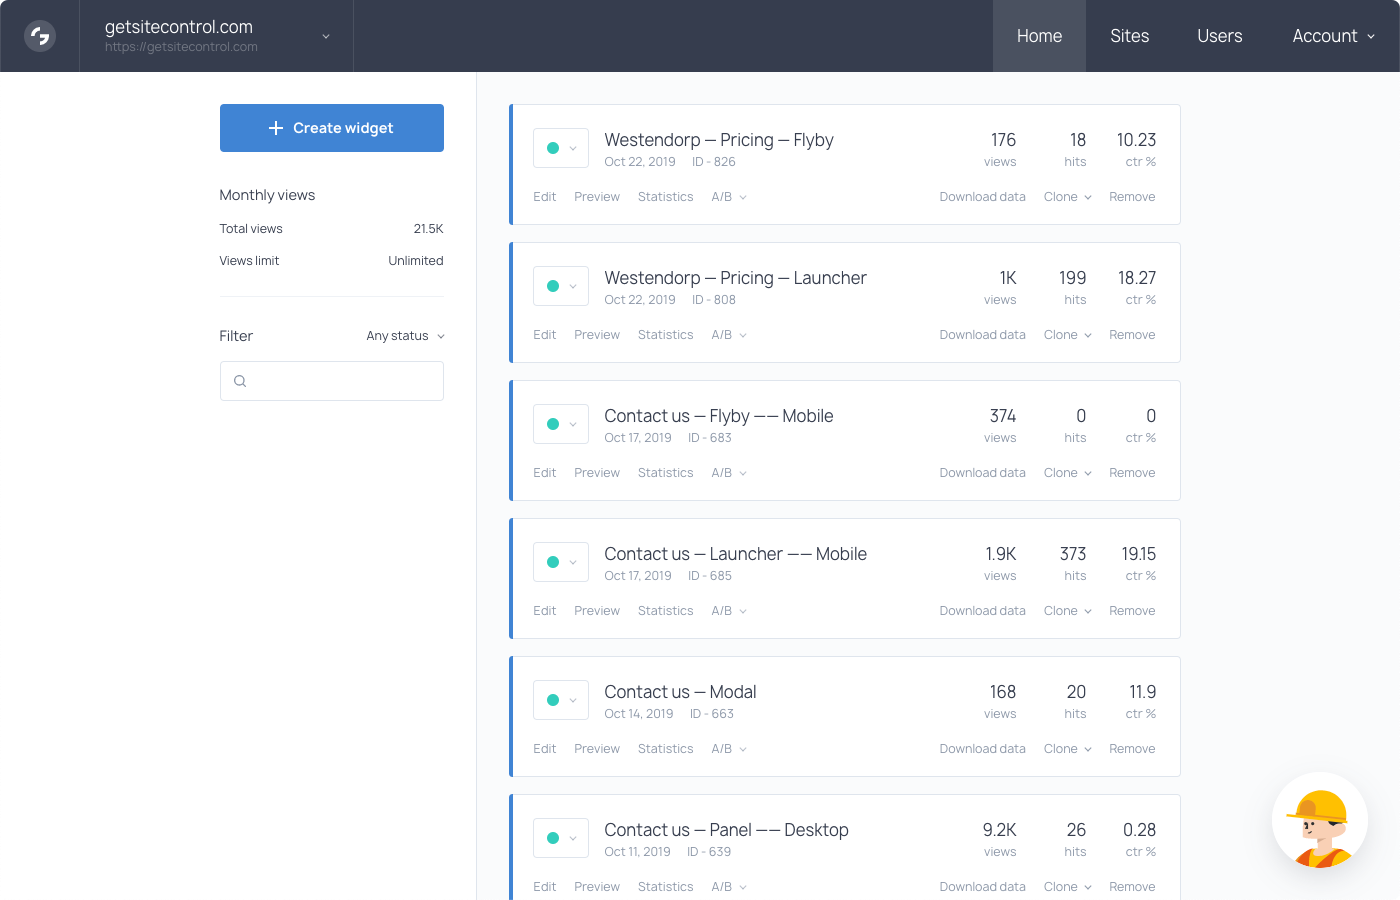 getsitecontrol.com
https://getsitecontrol.com
Home Sites Users Account
Create widget
Monthly views
Total views 21.5K
Views limit Unlimited
Filter Any status
Westendorp — Pricing — Flyby 176 18 10.23
Oct 22, 2019 ID - 826 views hits ctr %
Edit Preview Statistics A/B Download data Clone Remove
Westendorp — Pricing — Launcher 1K 199 18.27
Oct 22, 2019 ID - 808 views hits ctr %
Edit Preview Statistics A/B Download data Clone Remove
Contact us — Flyby —— Mobile 374 0 0
Oct 17, 2019 ID - 683 views hits ctr %
Edit Preview Statistics A/B Download data Clone Remove
Contact us — Launcher —— Mobile 1.9K 373 19.15
Oct 17, 2019 ID - 685 views hits ctr %
Edit Preview Statistics A/B Download data Clone Remove
Contact us — Modal 168 20 11.9
Oct 14, 2019 ID - 663 views hits ctr %
Edit Preview Statistics A/B Download data Clone Remove
Contact us — Panel —— Desktop 9.2K 26 0.28
Oct 11, 2019 ID - 639 views hits ctr %
Edit Preview Statistics A/B Download data Clone Remove